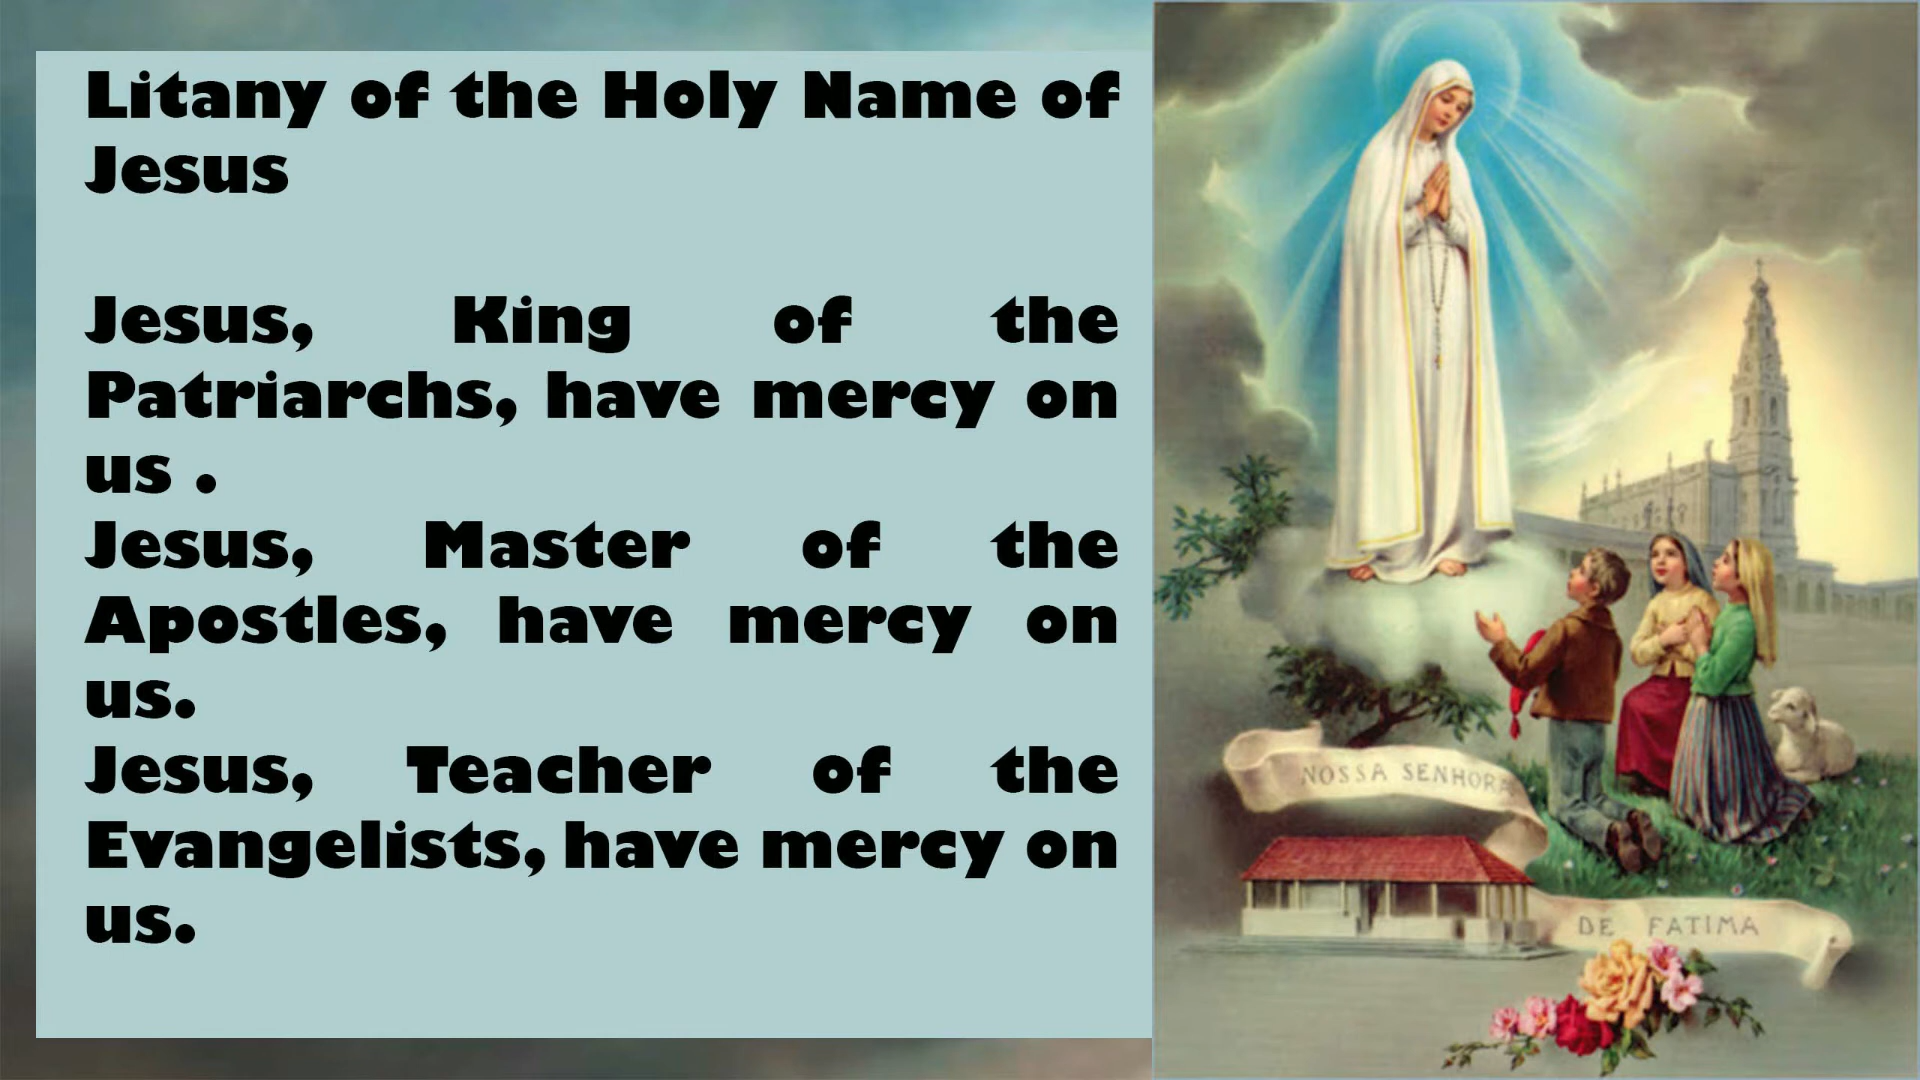 Litany of the Holy Name of
Jesus
Jesus, King of the
Patriarchs, have mercy on
us .
Jesus, Master of the
Apostles, have mercy on
us.
Jesus, Teacher of the
Evangelists, have mercy on
us.
NOSSA SENHORA
DE FATIMA